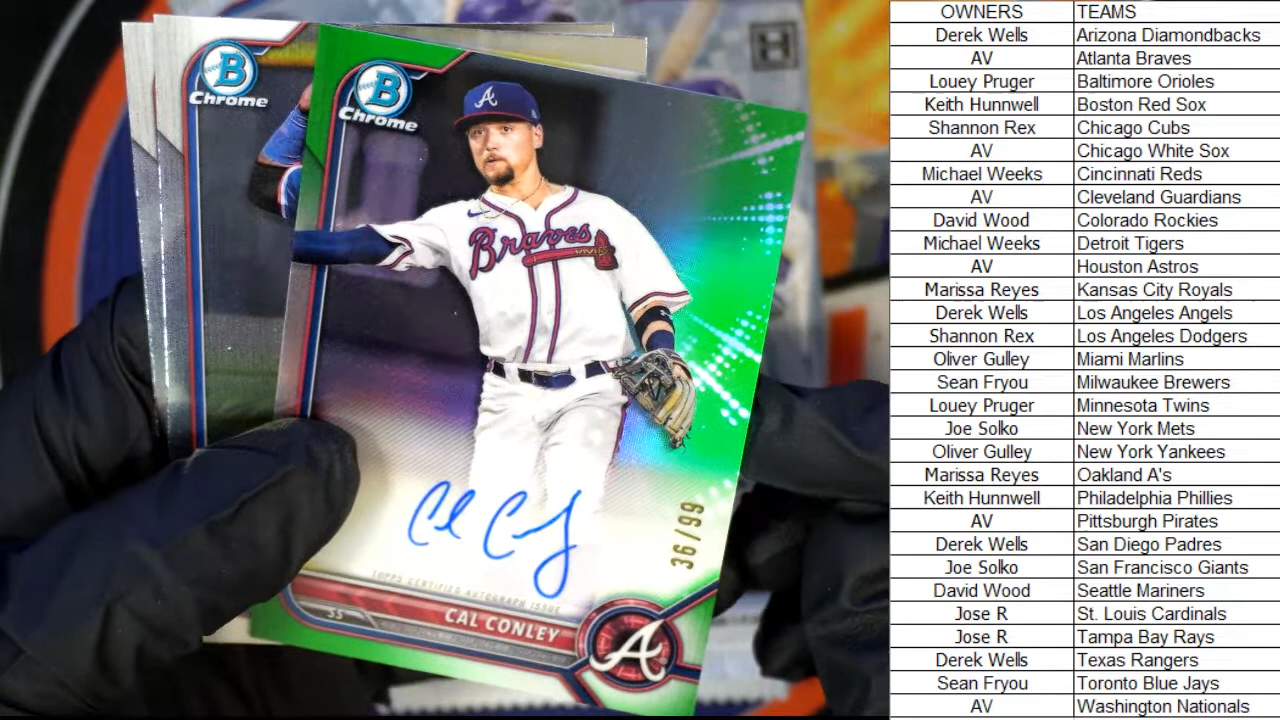 B
Chrome
B
Chrome
A
Braves
36/99
TOPPS CERTIFIED AUTOGRAPH ISSUE
SS
CAL CONLEY
A
OWNERS TEAMS
Derek Wells Arizona Diamondbacks
AV Atlanta Braves
Louey Pruger Baltimore Orioles
Keith Hunnwell Boston Red Sox
Shannon Rex Chicago Cubs
AV Chicago White Sox
Michael Weeks Cincinnati Reds
AV Cleveland Guardians
David Wood Colorado Rockies
Michael Weeks Detroit Tigers
AV Houston Astros
Marissa Reyes Kansas City Royals
Derek Wells Los Angeles Angels
Shannon Rex Los Angeles Dodgers
Oliver Gulley Miami Marlins
Sean Fryou Milwaukee Brewers
Louey Pruger Minnesota Twins
Joe Solko New York Mets
Oliver Gulley New York Yankees
Marissa Reyes Oakland A's
Keith Hunnwell Philadelphia Phillies
AV Pittsburgh Pirates
Derek Wells San Diego Padres
Joe Solko San Francisco Giants
David Wood Seattle Mariners
Jose R St. Louis Cardinals
Jose R Tampa Bay Rays
Derek Wells Texas Rangers
Sean Fryou Toronto Blue Jays
AV Washington Nationals